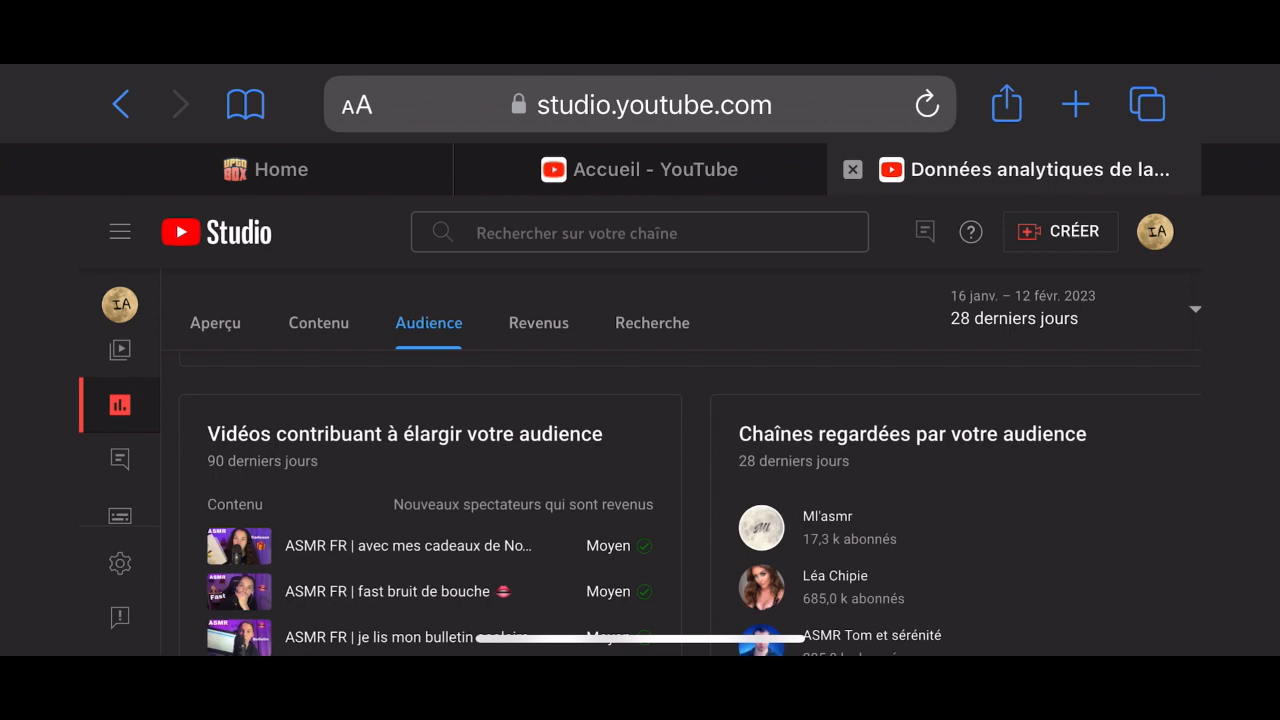 AA studio.youtube.com
Home
Accueil - YouTube
Données analytiques de la...
Studio
Rechercher sur votre chaîne
CRÉER
IA
IA
Aperçu
Contenu
Audience
Revenus
Recherche
16 janv. – 12 févr. 2023
28 derniers jours
Vidéos contribuant à élargir votre audience
90 derniers jours
Contenu
Nouveaux spectateurs qui sont revenus
ASMR FR | avec mes cadeaux de No...
Moyen
ASMR FR | fast bruit de bouche 👄
Moyen
ASMR FR | je lis mon bulletin
Chaînes regardées par votre audience
28 derniers jours
Ml'asmr
17,3 k abonnés
Léa Chipie
685,0 k abonnés
ASMR Tom et sérénité